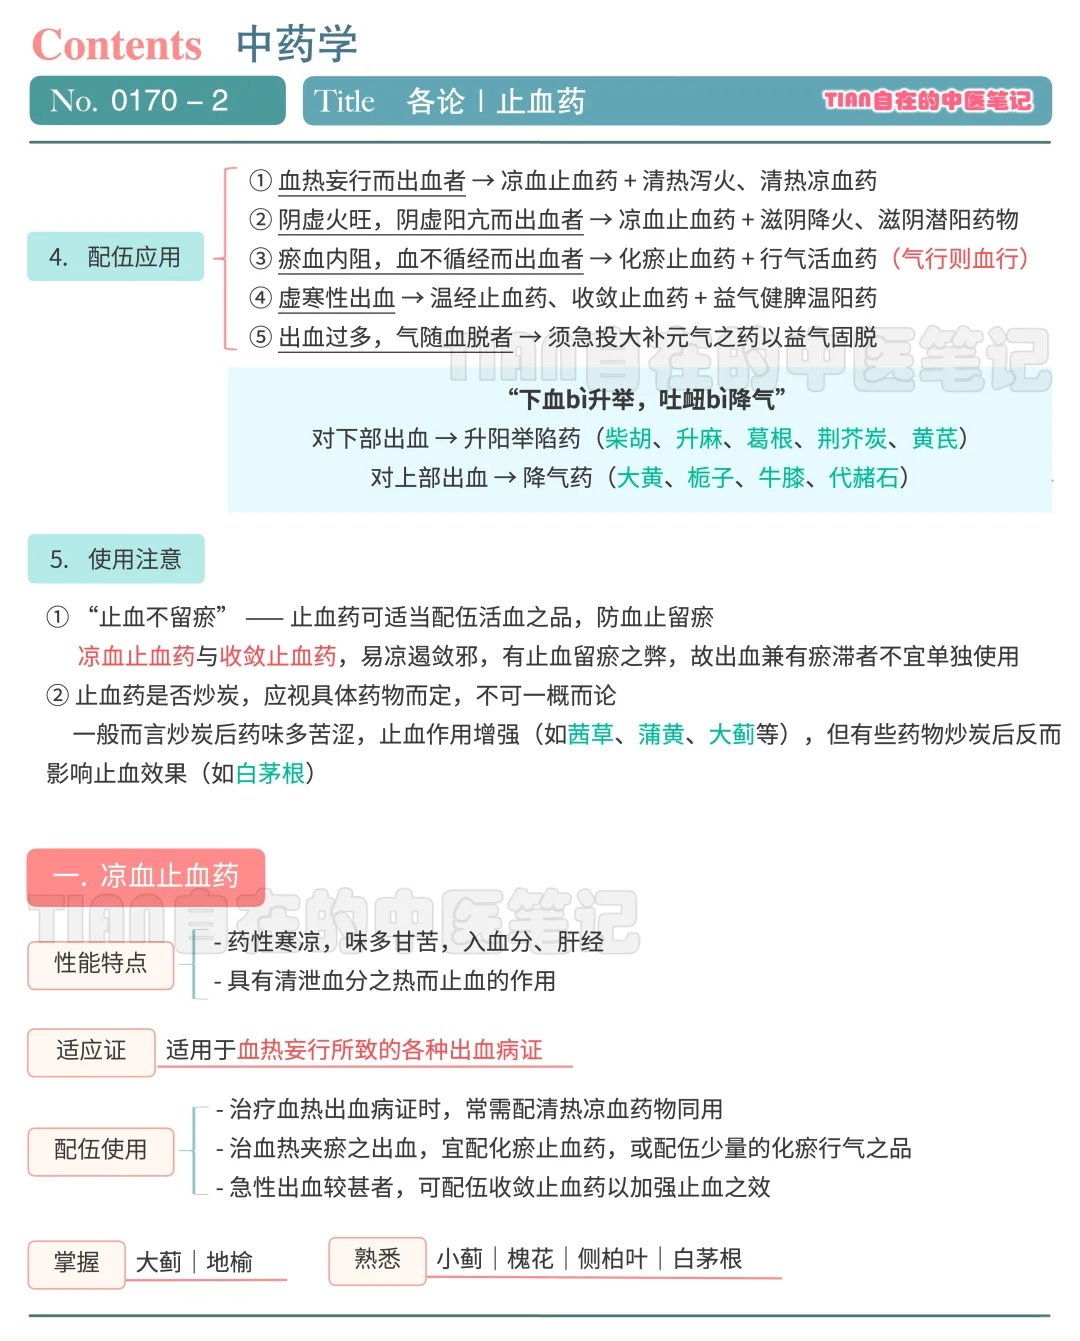 Contents 中药学
No. 0170 – 2 Title 各论 | 止血药 TIAN自在的中医笔记
4. 配伍应用
① 血热妄行而出血者 → 凉血止血药 + 清热泻火、清热凉血药
② 阴虚火旺，阴虚阳亢而出血者 → 凉血止血药 + 滋阴降火、滋阴潜阳药物
③ 瘀血内阻，血不循经而出血者 → 化瘀止血药 + 行气活血药（气行则血行）
④ 虚寒性出血 → 温经止血药、收敛止血药 + 益气健脾温阳药
⑤ 出血过多，气随血脱者 → 须急投大补元气之药以益气固脱
TIAN自在的中医笔记
“下血bì升举，吐衄bì降气”
对下部出血 → 升阳举陷药（柴胡、升麻、葛根、荆芥炭、黄芪）
对上部出血 → 降气药（大黄、栀子、牛膝、代赭石）
5. 使用注意
① “止血不留瘀” —— 止血药可适当配伍活血之品，防血止留瘀
凉血止血药与收敛止血药，易凉遏敛邪，有止血留瘀之弊，故出血兼有瘀滞者不宜单独使用
② 止血药是否炒炭，应视具体药物而定，不可一概而论
一般而言炒炭后药味多苦涩，止血作用增强（如茜草、蒲黄、大蓟等），但有些药物炒炭后反而
影响止血效果（如白茅根）
一. 凉血止血药
TIAN自在的中医笔记
性能特点
- 药性寒凉，味多甘苦，入血分、肝经
- 具有清泄血分之热而止血的作用
适应证 适用于血热妄行所致的各种出血病证
配伍使用
- 治疗血热出血病证时，常需配清热凉血药物同用
- 治血热夹瘀之出血，宜配化瘀止血药，或配伍少量的化瘀行气之品
- 急性出血较甚者，可配伍收敛止血药以加强止血之效
掌握 大蓟 | 地榆 熟悉 小蓟 | 槐花 | 侧柏叶 | 白茅根